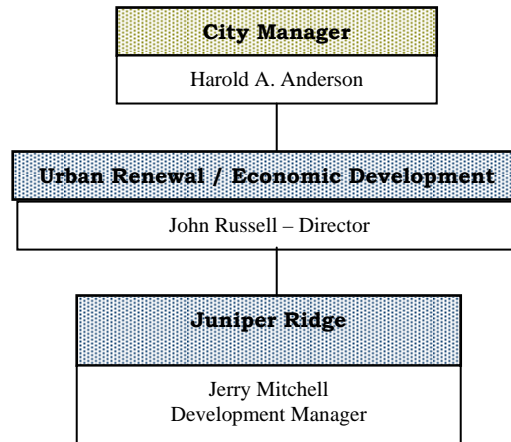 City Manager
Harold A. Anderson
Urban Renewal / Economic Development
John Russell – Director
Juniper Ridge
Jerry Mitchell
Development Manager